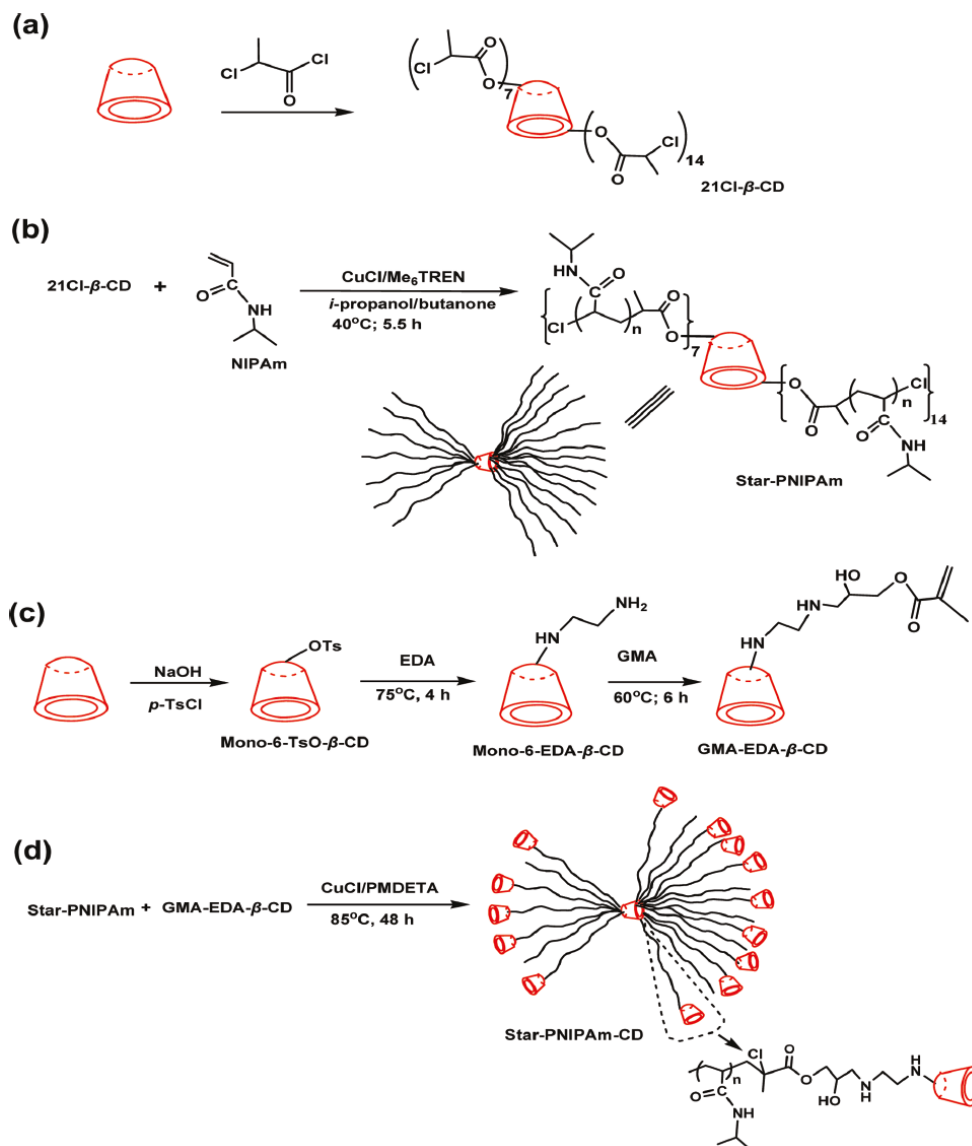 (a)
Cl
Cl
O
Cl
O
O
7
O
O
Cl
14
21Cl-β-CD
(b)
21Cl-β-CD
+
O
NH
NIPAm
CuCl/Me₆TREN
i-propanol/butanone
40°C; 5.5 h
HN
O
Cl
n
O
O
7
O
O
n
Cl
14
O
NH
Star-PNIPAm
(c)
NaOH
p-TsCl
OTs
Mono-6-TsO-β-CD
EDA
75°C, 4 h
NH₂
HN
Mono-6-EDA-β-CD
GMA
60°C; 6 h
HO
O
O
NH
HN
GMA-EDA-β-CD
(d)
Star-PNIPAm + GMA-EDA-β-CD
CuCl/PMDETA
85°C, 48 h
Star-PNIPAm-CD
n
O
NH
Cl
O
O
HO
N
H
H
N